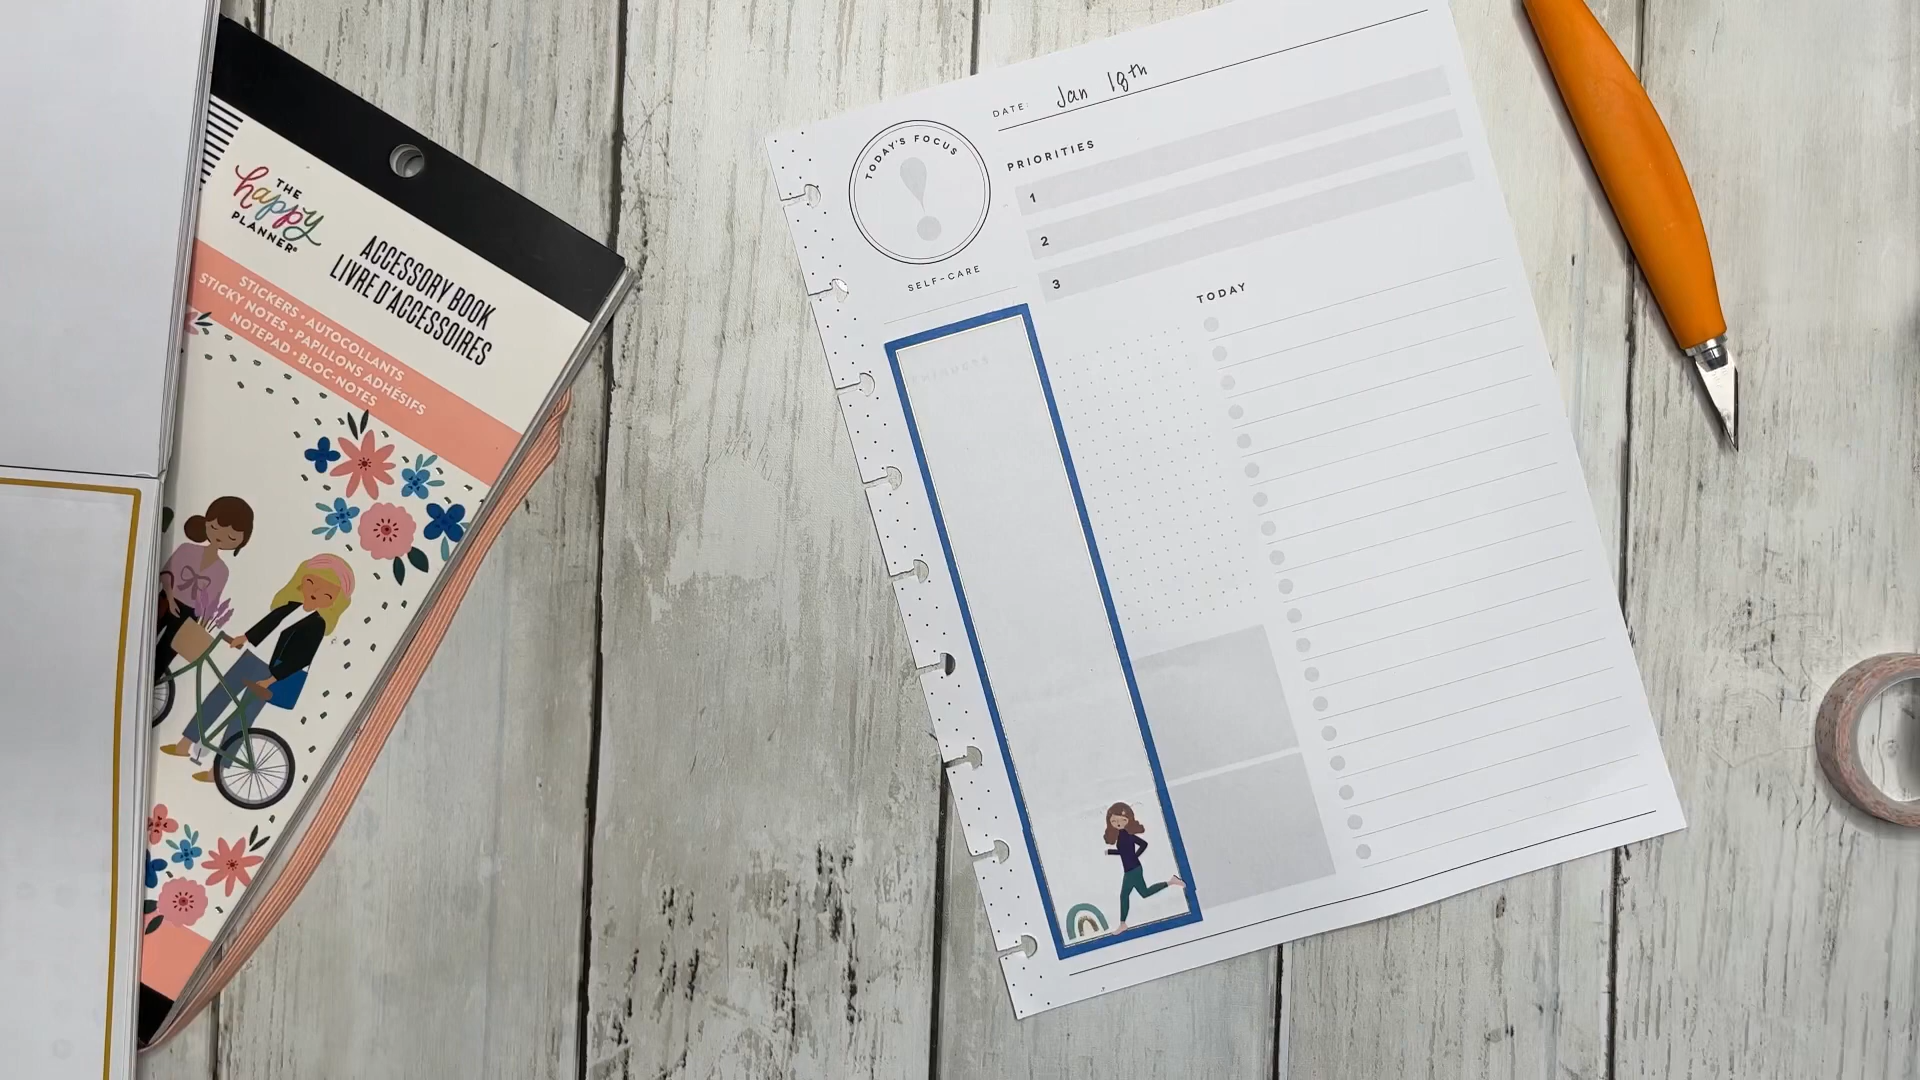 THE
happy
PLANNER®
ACCESSORY BOOK
LIVRE D'ACCESSOIRES
STICKERS • AUTOCOLLANTS
STICKY NOTES • PAPILLONS ADHÉSIFS
NOTEPAD • BLOC-NOTES
DATE: Jan 18th
TODAY'S FOCUS
PRIORITIES
1
2
3
SELF-CARE
TODAY